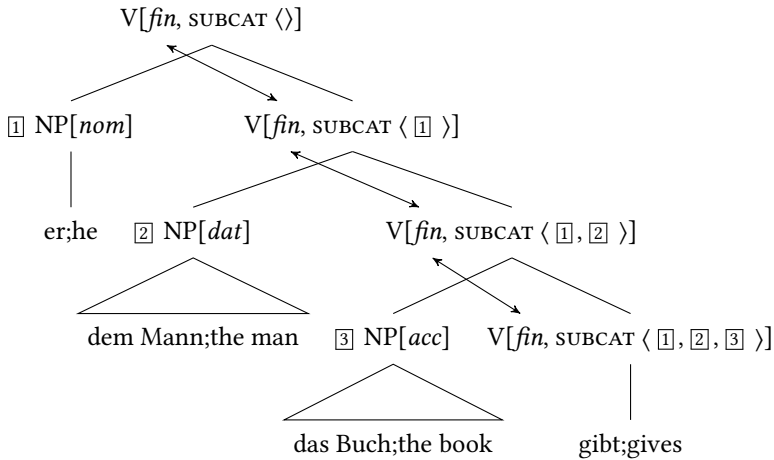 V[fin, SUBCAT ⟨⟩]
1 NP[nom] V[fin, SUBCAT ⟨ 1 ⟩]
er;he 2 NP[dat] V[fin, SUBCAT ⟨ 1 , 2 ⟩]
dem Mann;the man 3 NP[acc] V[fin, SUBCAT ⟨ 1 , 2 , 3 ⟩]
das Buch;the book gibt;gives